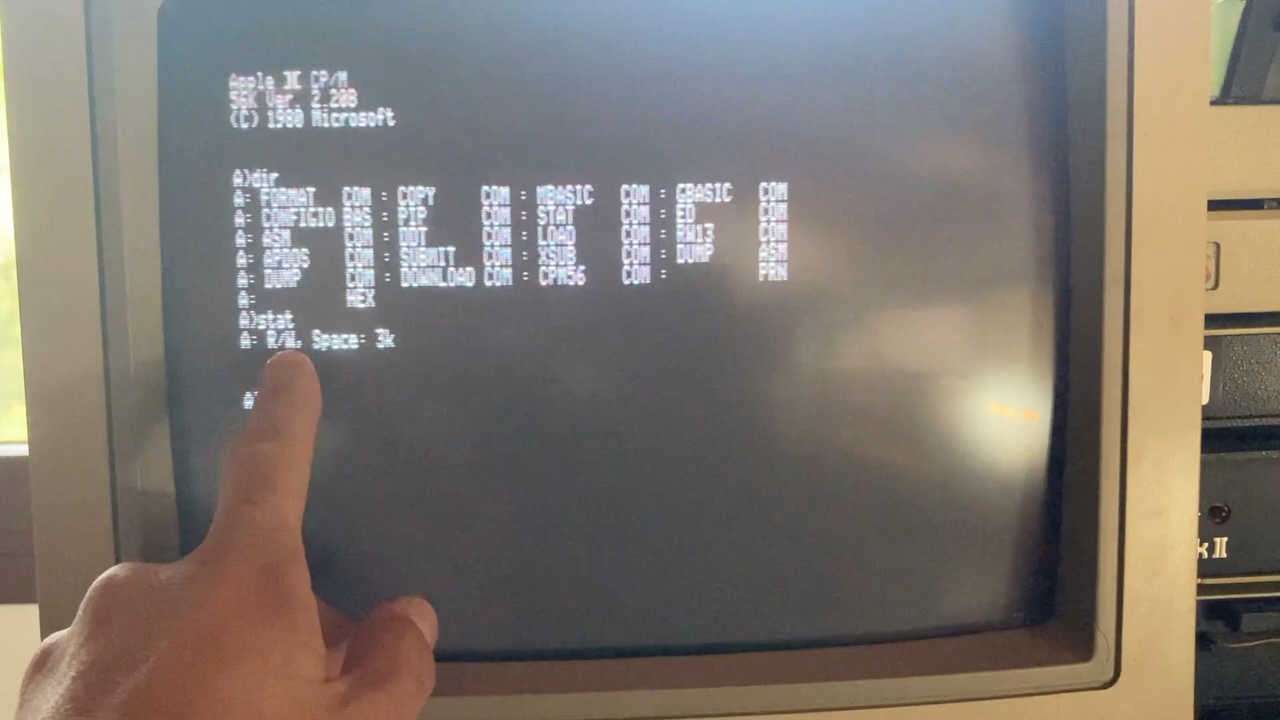 Apple ][ CP/M
56K Ver. 2.20B
(C) 1980 Microsoft
A>dir
A: FORMAT COM : COPY COM : MBASIC COM : GBASIC COM
A: CONFIGIO BAS : PIP COM : STAT COM : ED COM
A: ASM COM : DDT COM : LOAD COM : RW13 COM
A: APDOS COM : SUBMIT COM : XSUB COM : DUMP ASM
A: DUMP COM : DOWNLOAD COM : CPM56 COM : PRN
A: HEX
A>stat
A: R/W, Space: 3k
A>
k ][